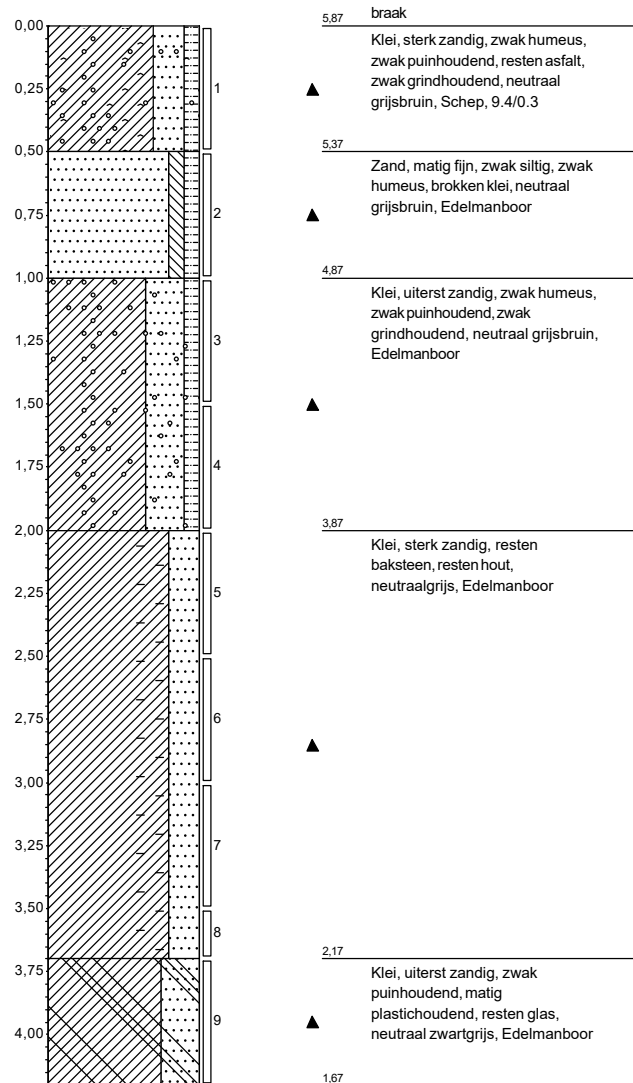 5,87
braak
0,00
Klei, sterk zandig, zwak humeus,
zwak puinhoudend, resten asfalt,
zwak grindhoudend, neutraal
grijsbruin, Schep, 9.4/0.3
0,25
1
0,50
5,37
Zand, matig fijn, zwak siltig, zwak
humeus, brokken klei, neutraal
grijsbruin, Edelmanboor
0,75
2
1,00
4,87
Klei, uiterst zandig, zwak humeus,
zwak puinhoudend, zwak
grindhoudend, neutraal grijsbruin,
Edelmanboor
1,25
3
1,50
1,75
4
2,00
3,87
Klei, sterk zandig, resten
baksteen, resten hout,
neutraalgrijs, Edelmanboor
2,25
5
2,50
2,75
6
3,00
3,25
7
3,50
8
2,17
3,75
Klei, uiterst zandig, zwak
puinhoudend, matig
plastichoudend, resten glas,
neutraal zwartgrijs, Edelmanboor
4,00
9
1,67